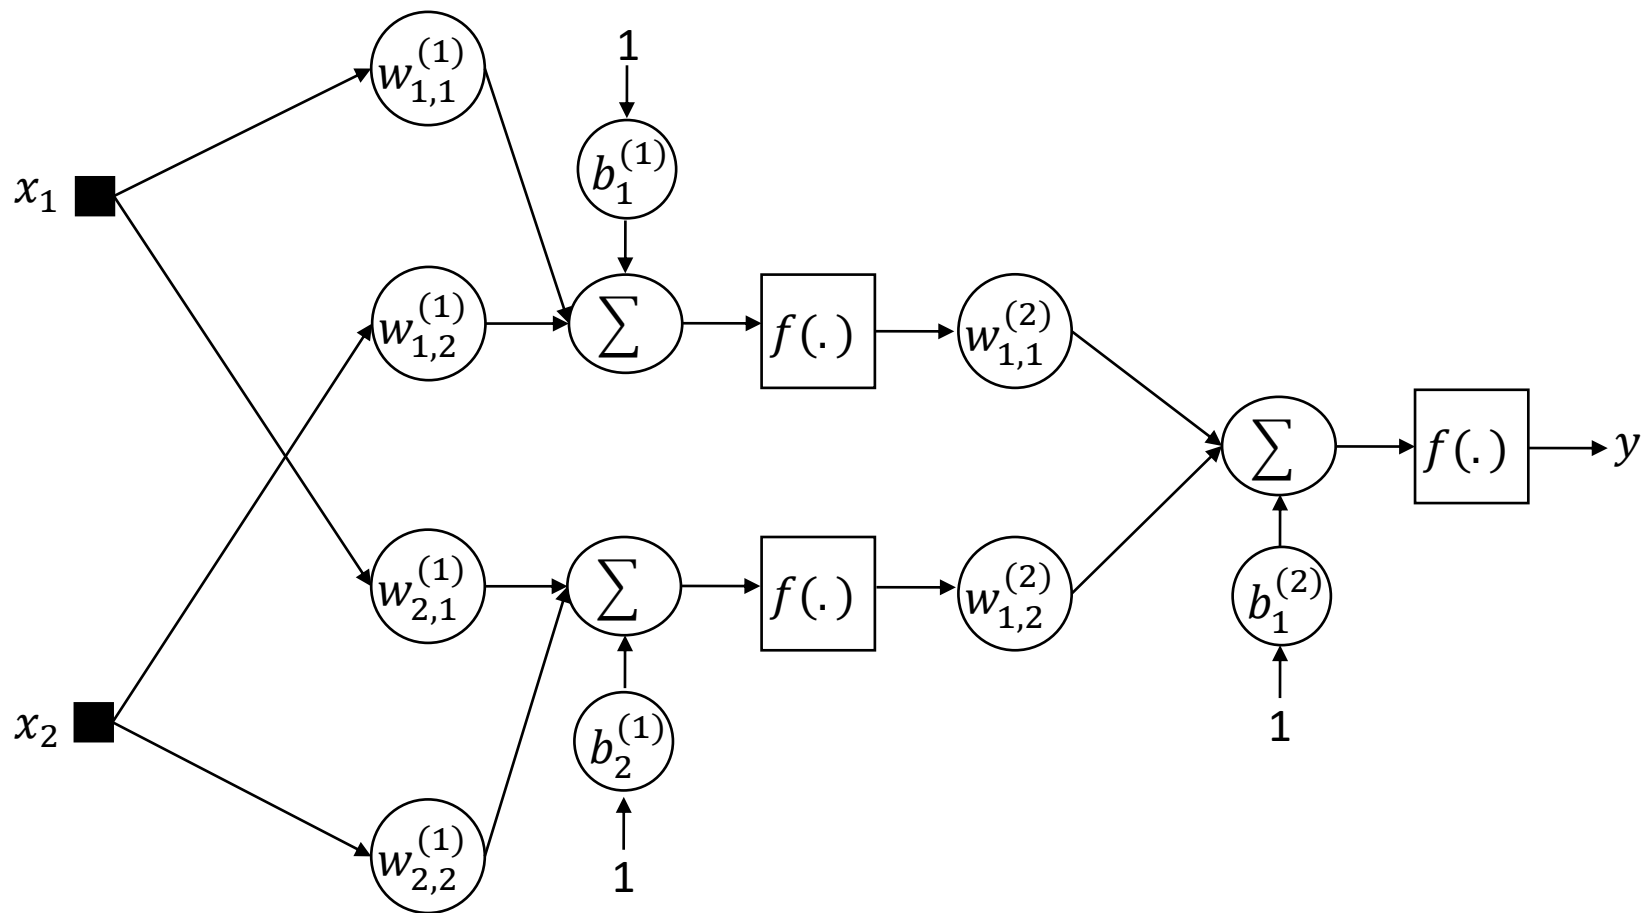 w_{1,1}^{(1)}
1
b_1^{(1)}
x_1
w_{1,2}^{(1)}
∑
f(.)
w_{1,1}^{(2)}
∑
f(.)
y
w_{2,1}^{(1)}
∑
f(.)
w_{1,2}^{(2)}
b_1^{(2)}
x_2
b_2^{(1)}
1
w_{2,2}^{(1)}
1